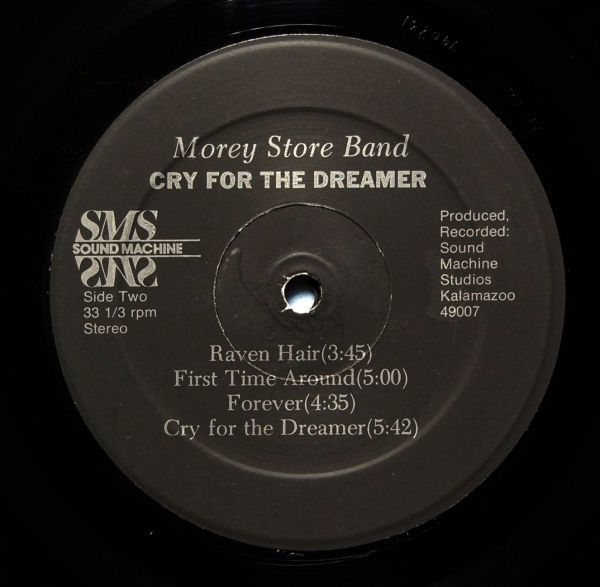 Morey Store Band
CRY FOR THE DREAMER
SMS
SOUND MACHINE
SMS
Side Two
33 1/3 rpm
Stereo
Produced,
Recorded:
Sound
Machine
Studios
Kalamazoo
49007
Raven Hair(3:45)
First Time Around(5:00)
Forever(4:35)
Cry for the Dreamer(5:42)